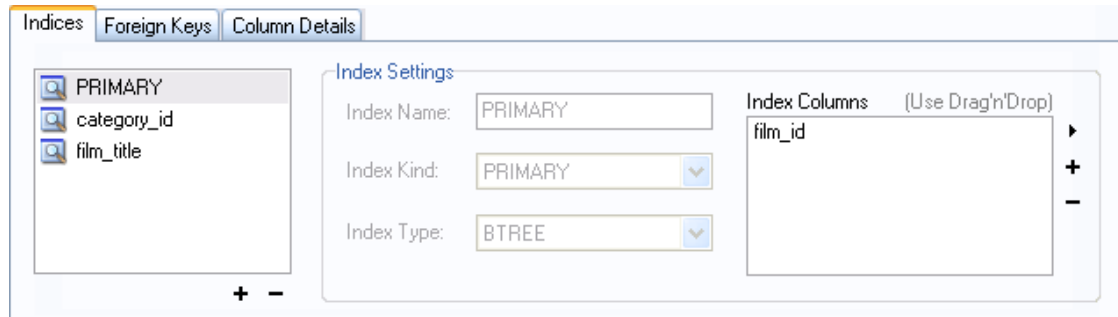 Indices Foreign Keys Column Details
PRIMARY
category_id
film_title
Index Settings
Index Name: PRIMARY
Index Kind: PRIMARY
Index Type: BTREE
Index Columns (Use Drag'n'Drop)
film_id